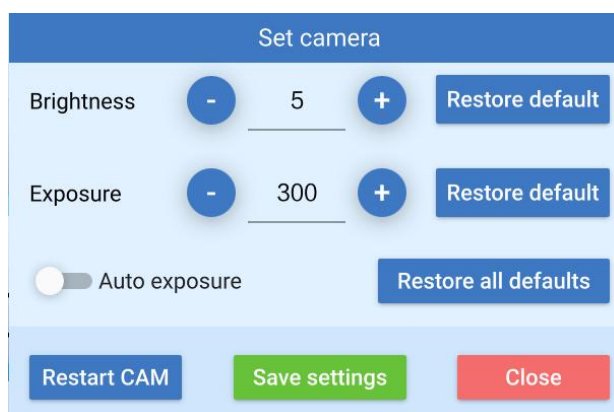 Set camera
Brightness - 5 + Restore default
Exposure - 300 + Restore default
Auto exposure Restore all defaults
Restart CAM Save settings Close